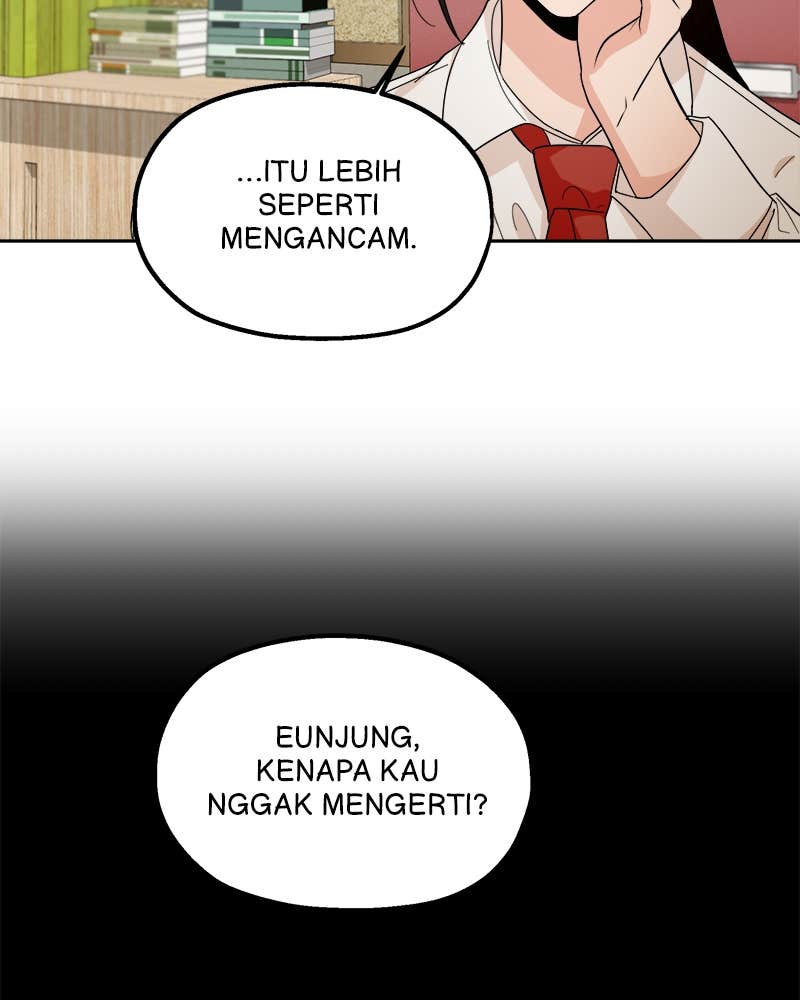 ...ITU LEBIH
SEPERTI
MENGANCAM.
EUNJUNG,
KENAPA KAU
NGGAK MENGERTI?